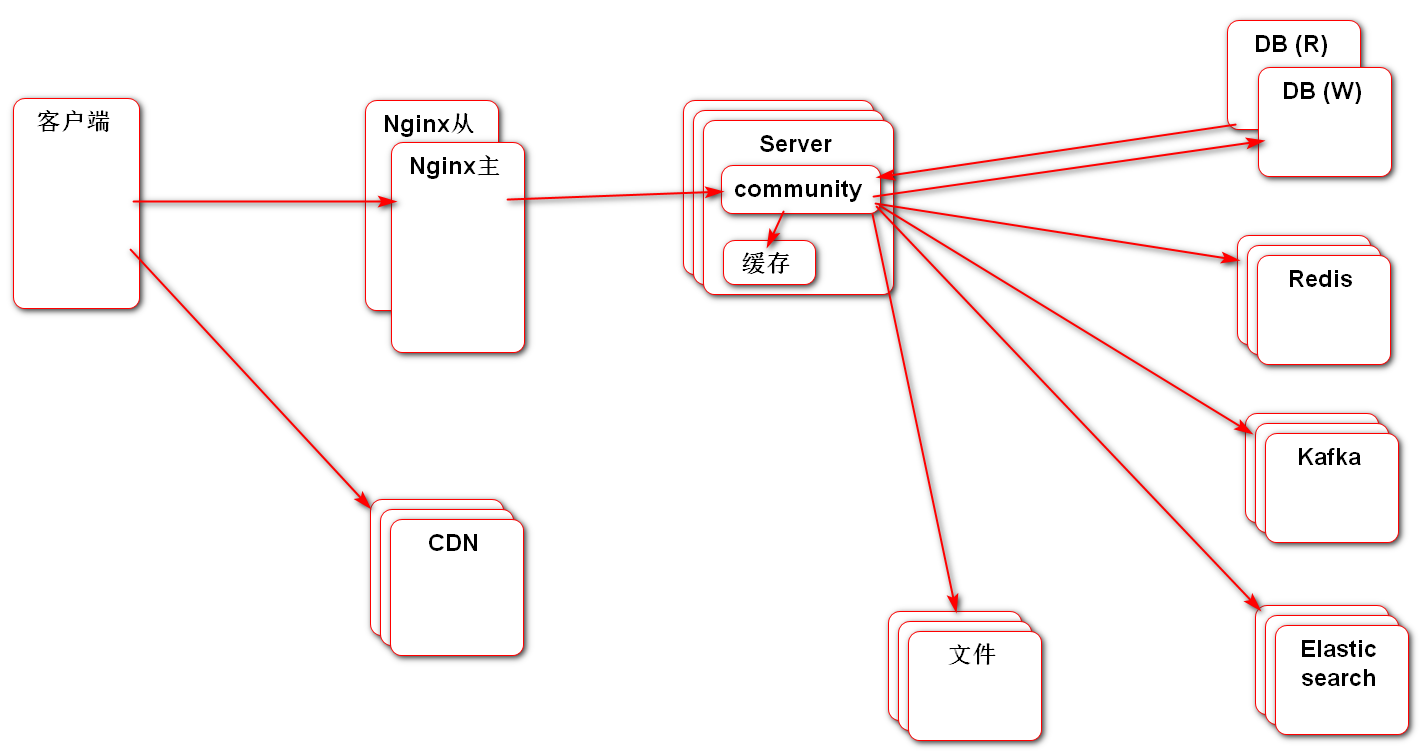 客户端
Nginx从
Nginx主
Server
community
缓存
DB (R)
DB (W)
Redis
Kafka
Elastic
search
文件
CDN